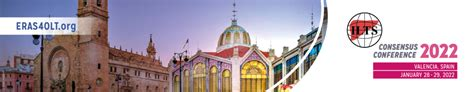 ERAS4OLT.org
ILTS
CONSENSUS
CONFERENCE 2022
VALENCIA, SPAIN
JANUARY 28 - 29, 2022